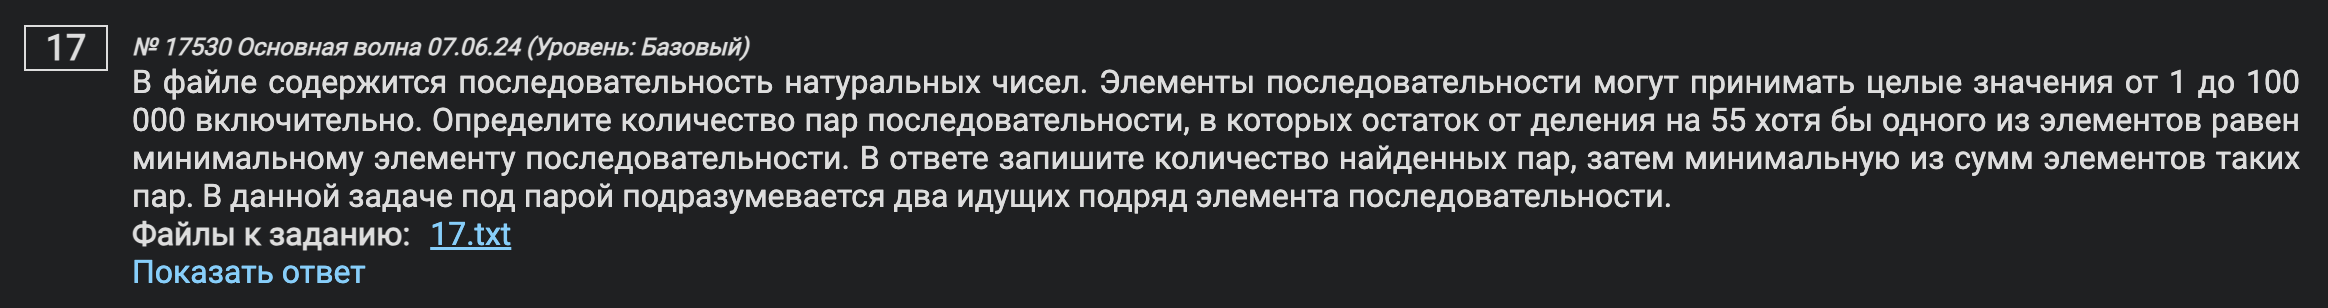 17
№ 17530 Основная волна 07.06.24 (Уровень: Базовый)
В файле содержится последовательность натуральных чисел. Элементы последовательности могут принимать целые значения от 1 до 100
000 включительно. Определите количество пар последовательности, в которых остаток от деления на 55 хотя бы одного из элементов равен
минимальному элементу последовательности. В ответе запишите количество найденных пар, затем минимальную из сумм элементов таких
пар. В данной задаче под парой подразумевается два идущих подряд элемента последовательности.
Файлы к заданию: 17.txt
Показать ответ